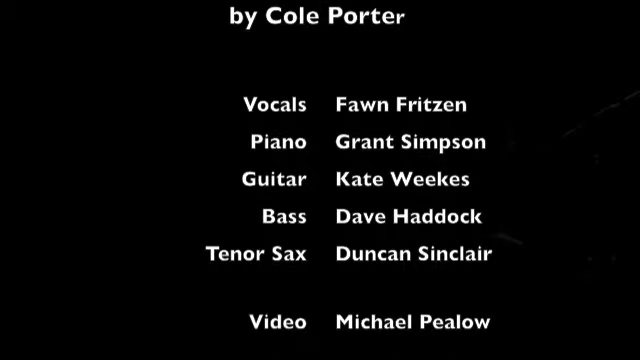 by Cole Porter
Vocals Fawn Fritzen
Piano Grant Simpson
Guitar Kate Weekes
Bass Dave Haddock
Tenor Sax Duncan Sinclair
Video Michael Pealow